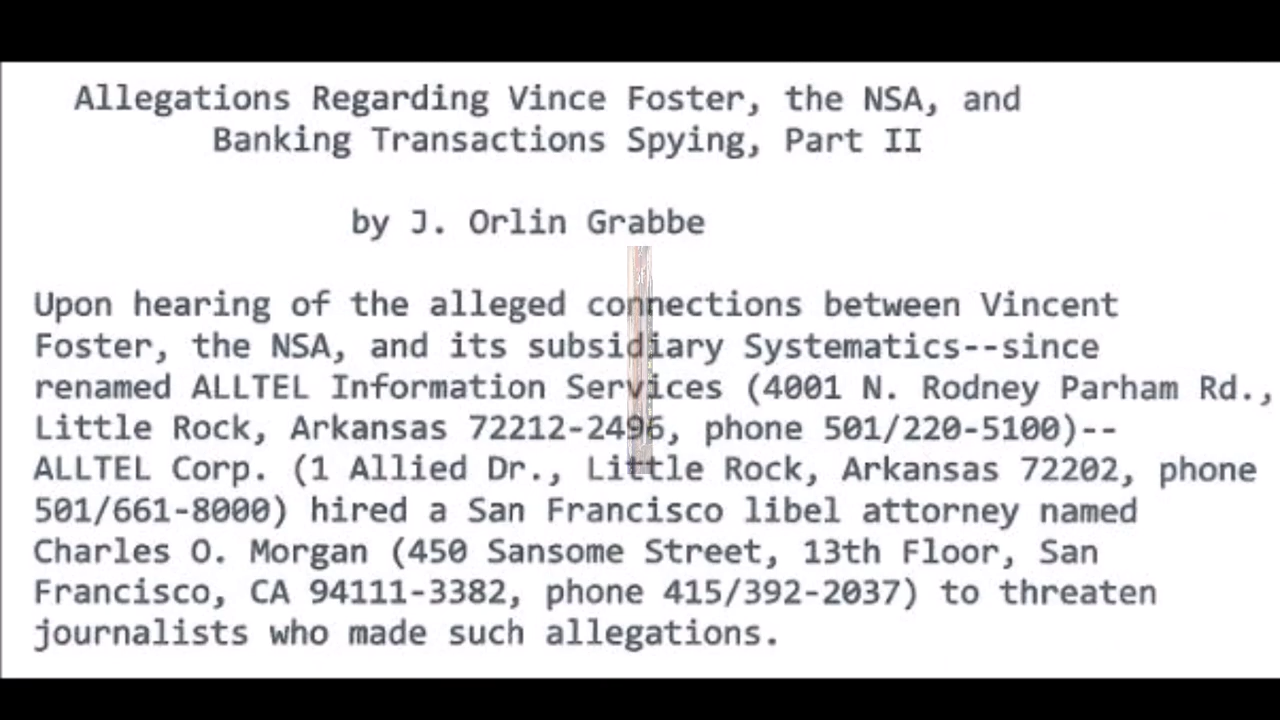 Allegations Regarding Vince Foster, the NSA, and
Banking Transactions Spying, Part II
by J. Orlin Grabbe
Upon hearing of the alleged connections between Vincent
Foster, the NSA, and its subsidiary Systematics--since
renamed ALLTEL Information Services (4001 N. Rodney Parham Rd.,
Little Rock, Arkansas 72212-2496, phone 501/220-5100)--
ALLTEL Corp. (1 Allied Dr., Little Rock, Arkansas 72202, phone
501/661-8000) hired a San Francisco libel attorney named
Charles O. Morgan (450 Sansome Street, 13th Floor, San
Francisco, CA 94111-3382, phone 415/392-2037) to threaten
journalists who made such allegations.